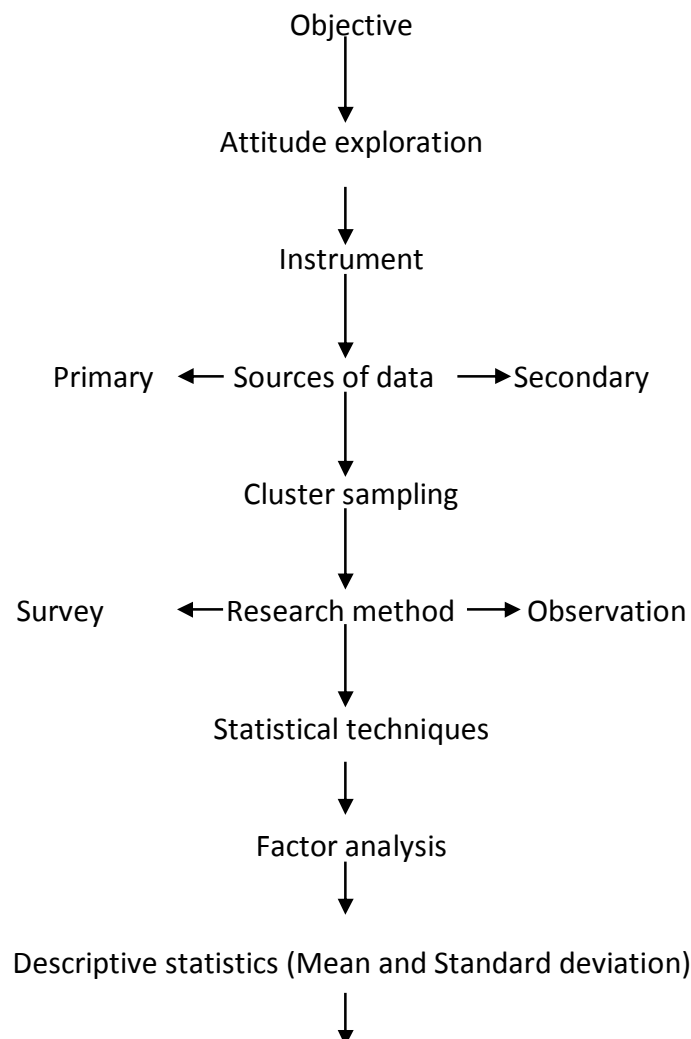 Objective
Attitude exploration
Instrument
Primary Sources of data Secondary
Cluster sampling
Survey Research method Observation
Statistical techniques
Factor analysis
Descriptive statistics (Mean and Standard deviation)